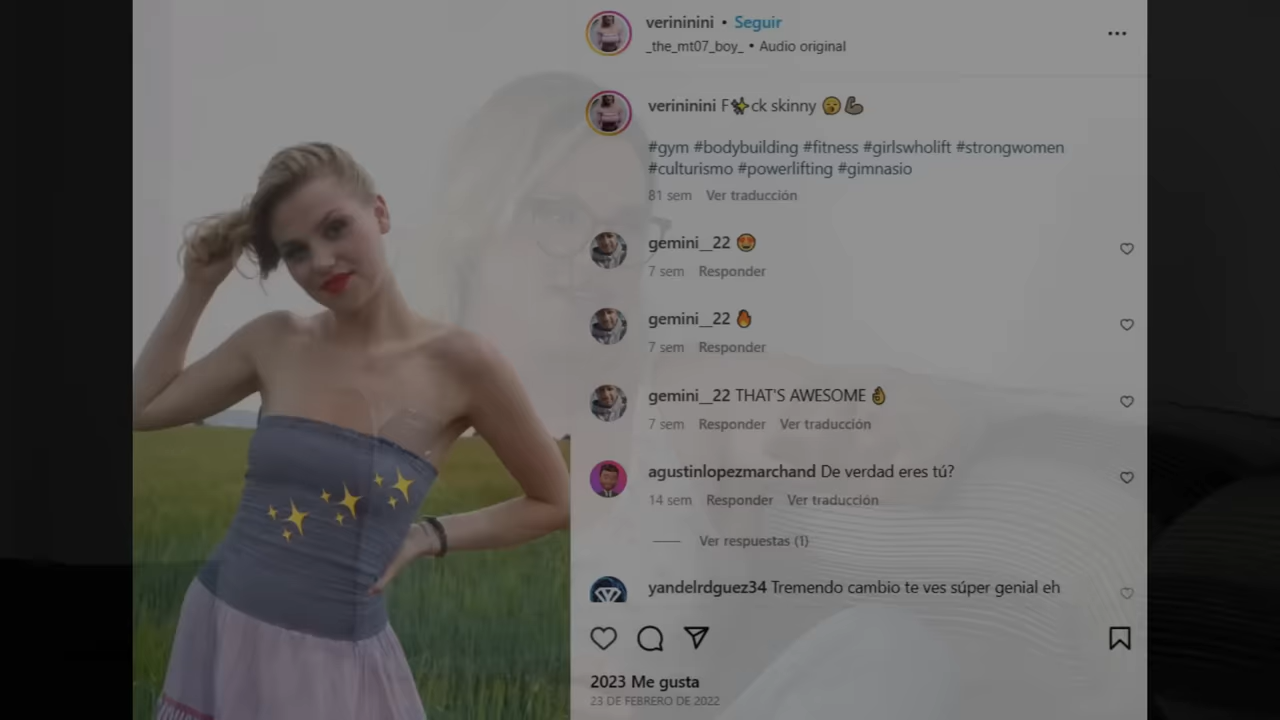 verininini • Seguir
_the_mt07_boy_ • Audio original
verininini F✨ck skinny 😚💪
#gym #bodybuilding #fitness #girlswholift #strongwomen
#culturismo #powerlifting #gimnasio
81 sem Ver traducción
gemini__22 😍
7 sem Responder
gemini__22 🔥
7 sem Responder
gemini__22 THAT'S AWESOME 👌
7 sem Responder Ver traducción
agustinlopezmarchand De verdad eres tú?
14 sem Responder Ver traducción
Ver respuestas (1)
yandelrdguez34 Tremendo cambio te ves súper genial eh
2023 Me gusta
23 DE FEBRERO DE 2022